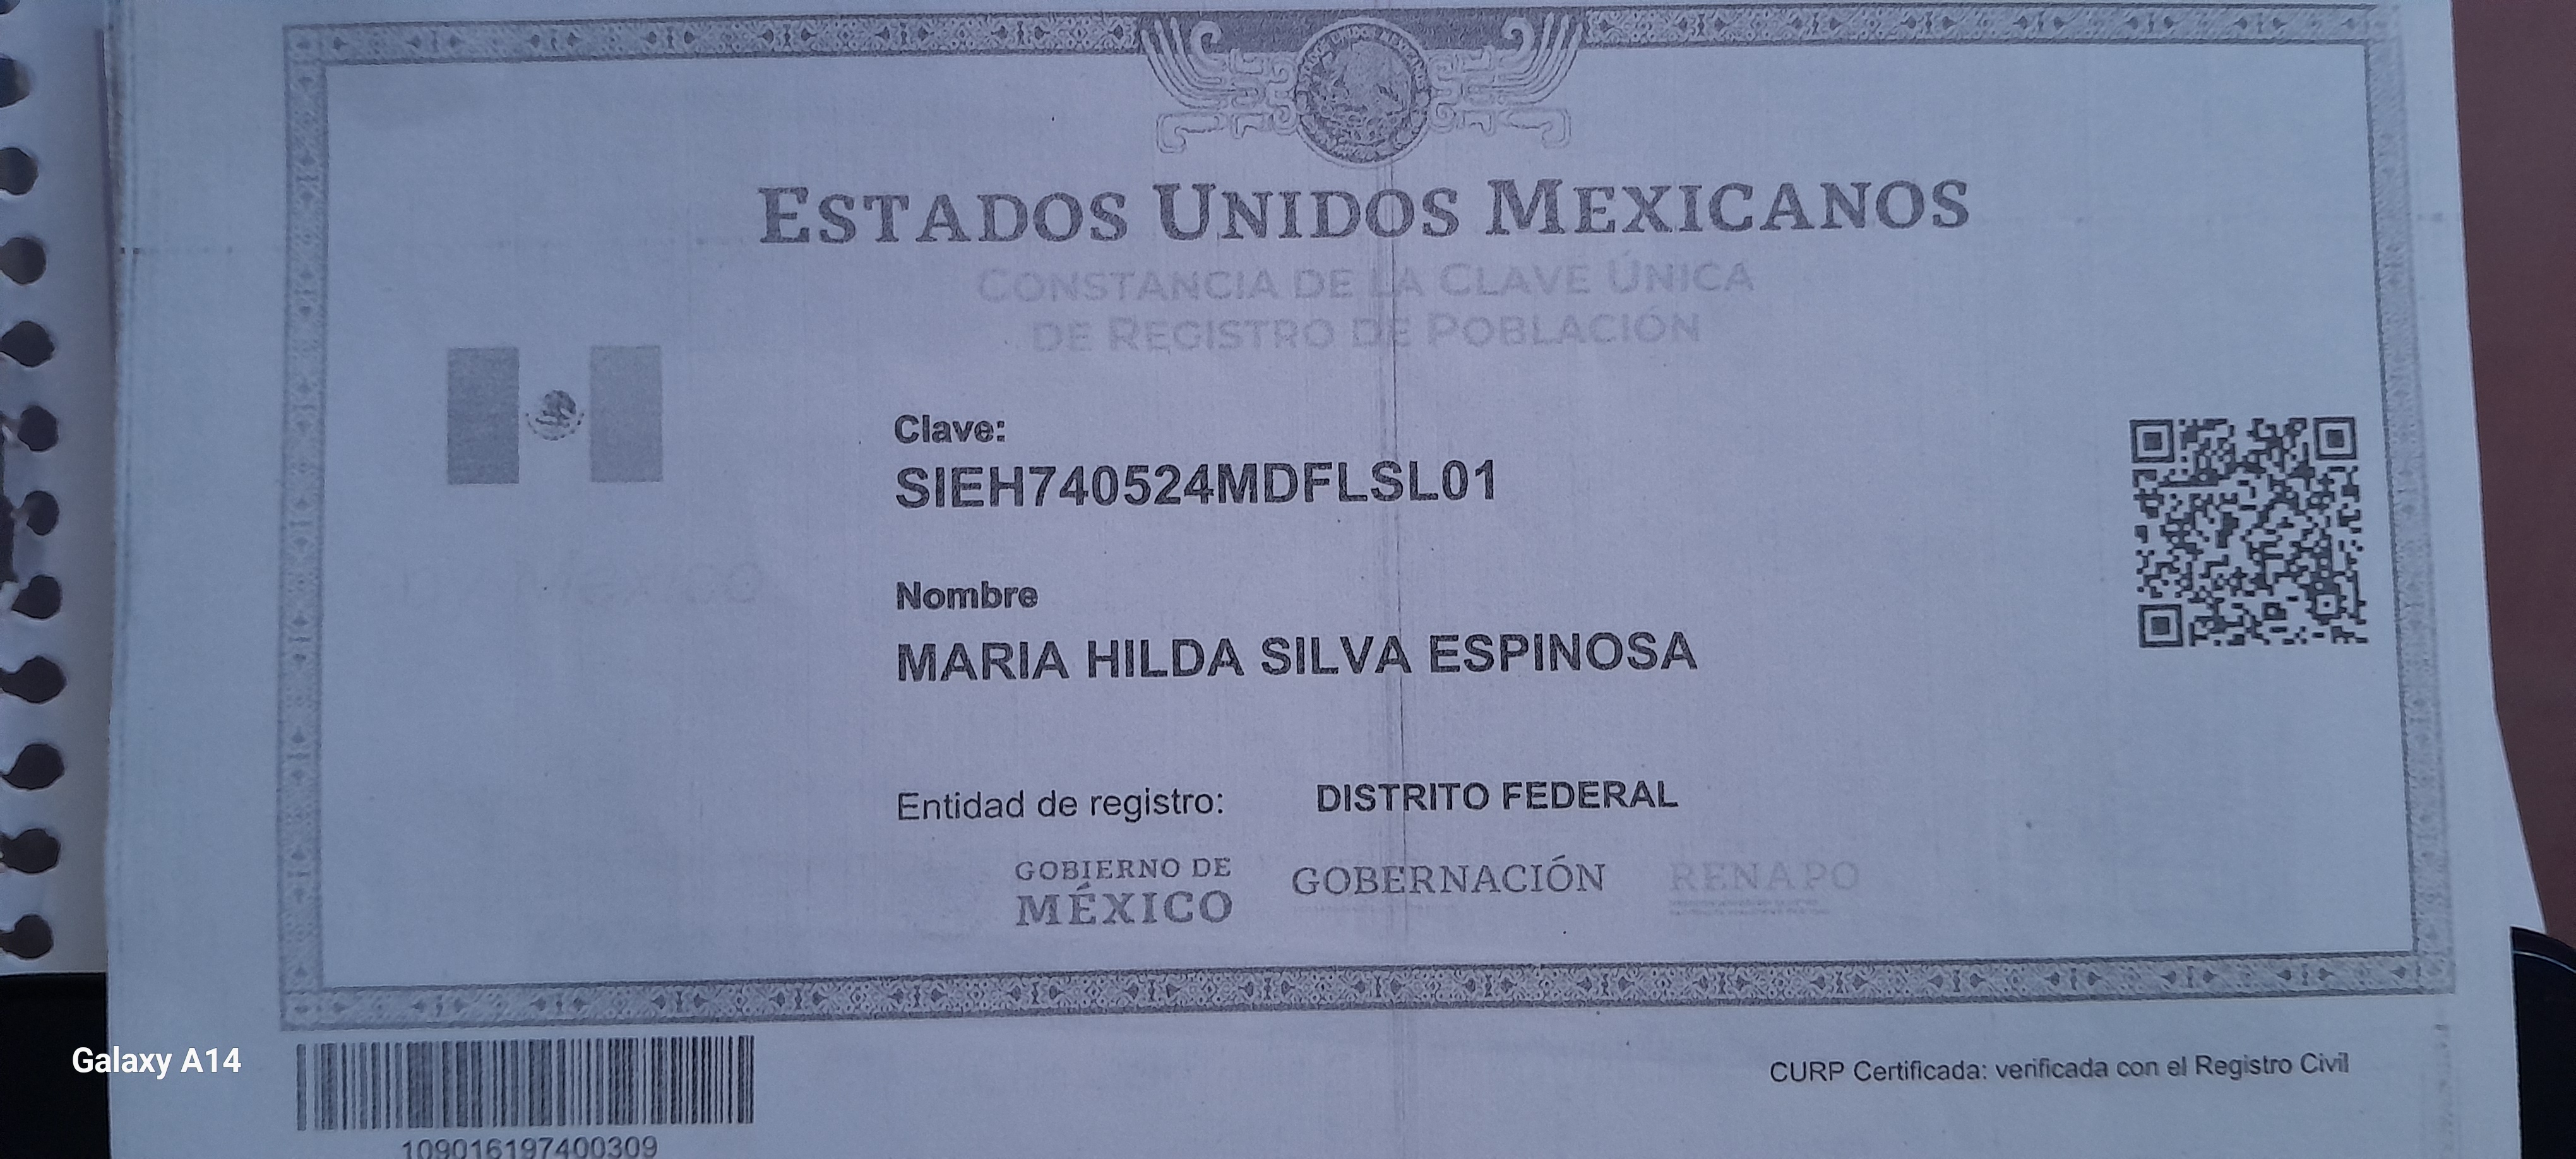 ESTADOS UNIDOS MEXICANOS
CONSTANCIA DE LA CLAVE ÚNICA
DE REGISTRO DE POBLACIÓN
Clave:
SIEH740524MDFLSL01
Nombre
MARIA HILDA SILVA ESPINOSA
Entidad de registro: DISTRITO FEDERAL
GOBIERNO DE
MÉXICO
GOBERNACIÓN
RENAPO
Galaxy A14
CURP Certificada: verificada con el Registro Civil
109016197400309